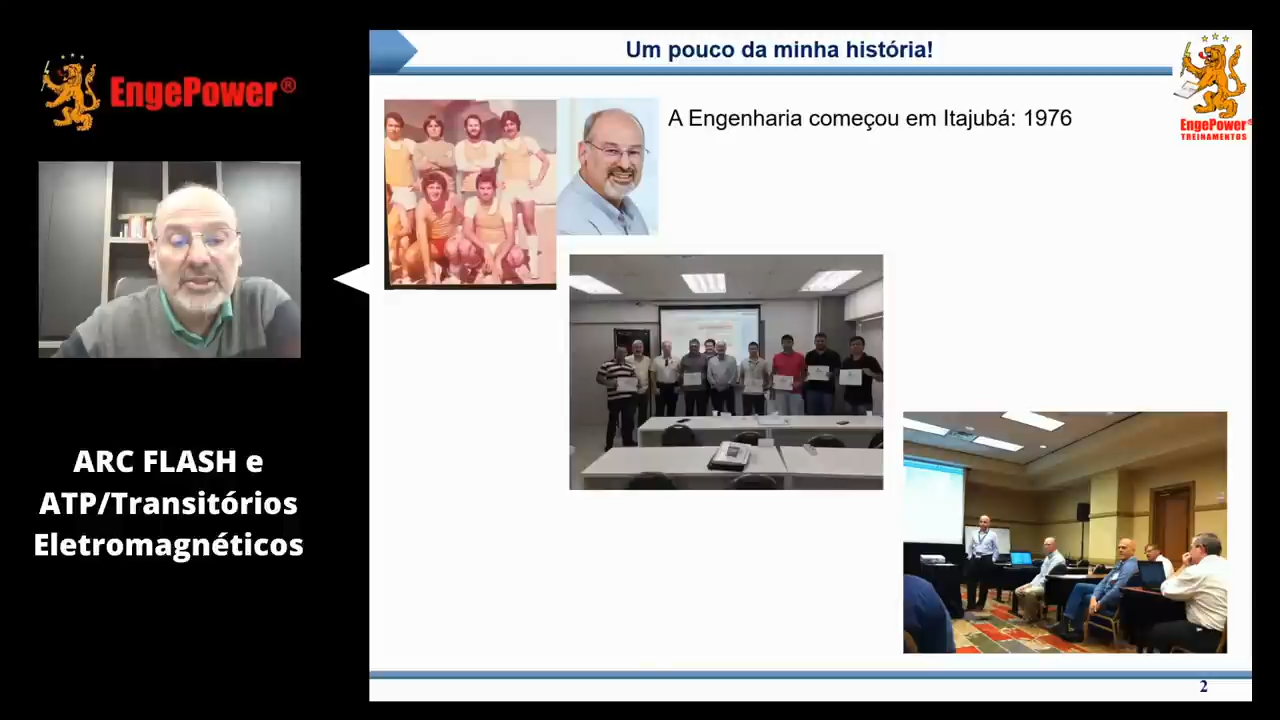 EngePower®
ARC FLASH e
ATP/Transitórios
Eletromagnéticos
Um pouco da minha história!
EngePower®
TREINAMENTOS
A Engenharia começou em Itajubá: 1976
2